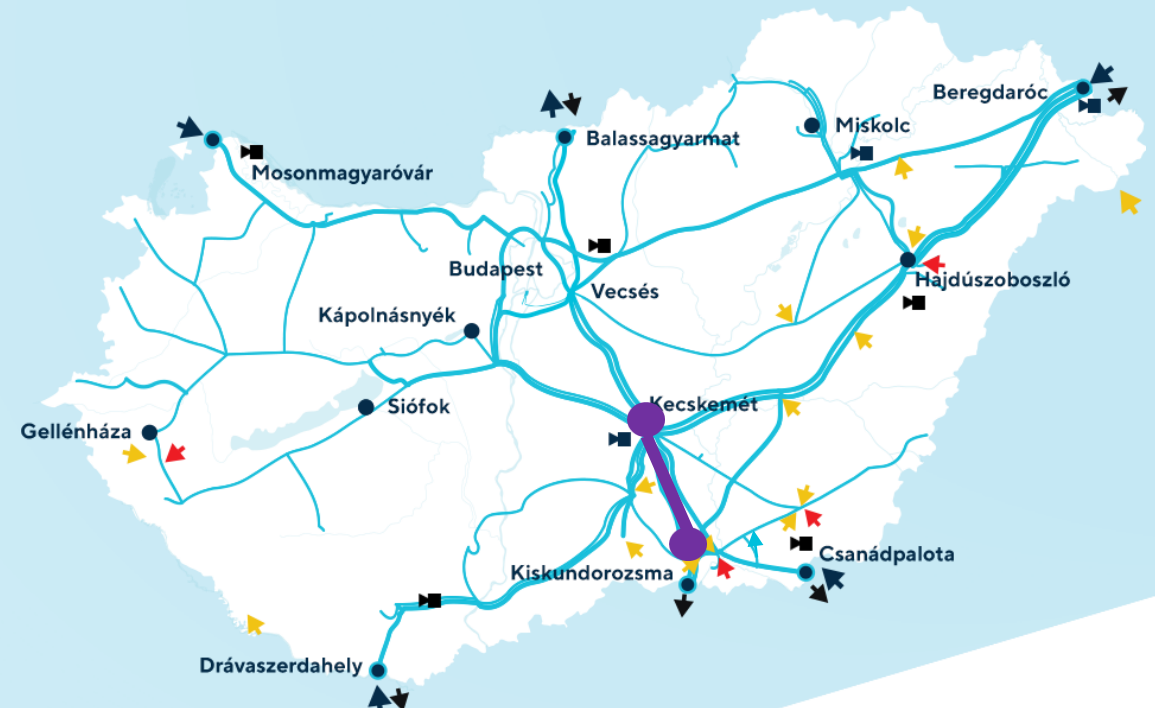 Beregdaróc
Miskolc
Balassagyarmat
Mosonmagyaróvár
Budapest
Hajdúszoboszló
Vecsés
Kápolnásnyék
Kecskemét
Siófok
Gellénháza
Csanádpalota
Kiskundorozsma
Drávaszerdahely